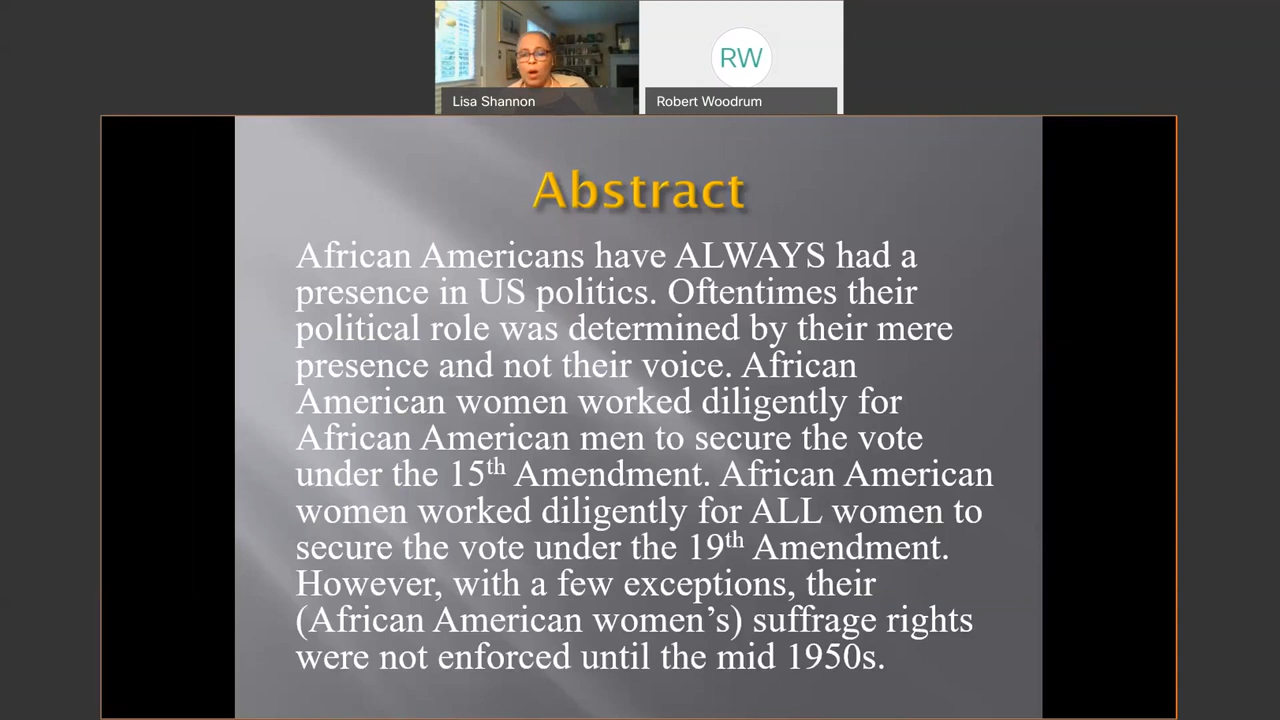 RW
Lisa Shannon
Robert Woodrum
Abstract
African Americans have ALWAYS had a
presence in US politics. Oftentimes their
political role was determined by their mere
presence and not their voice. African
American women worked diligently for
African American men to secure the vote
under the 15th Amendment. African American
women worked diligently for ALL women to
secure the vote under the 19th Amendment.
However, with a few exceptions, their
(African American women’s) suffrage rights
were not enforced until the mid 1950s.